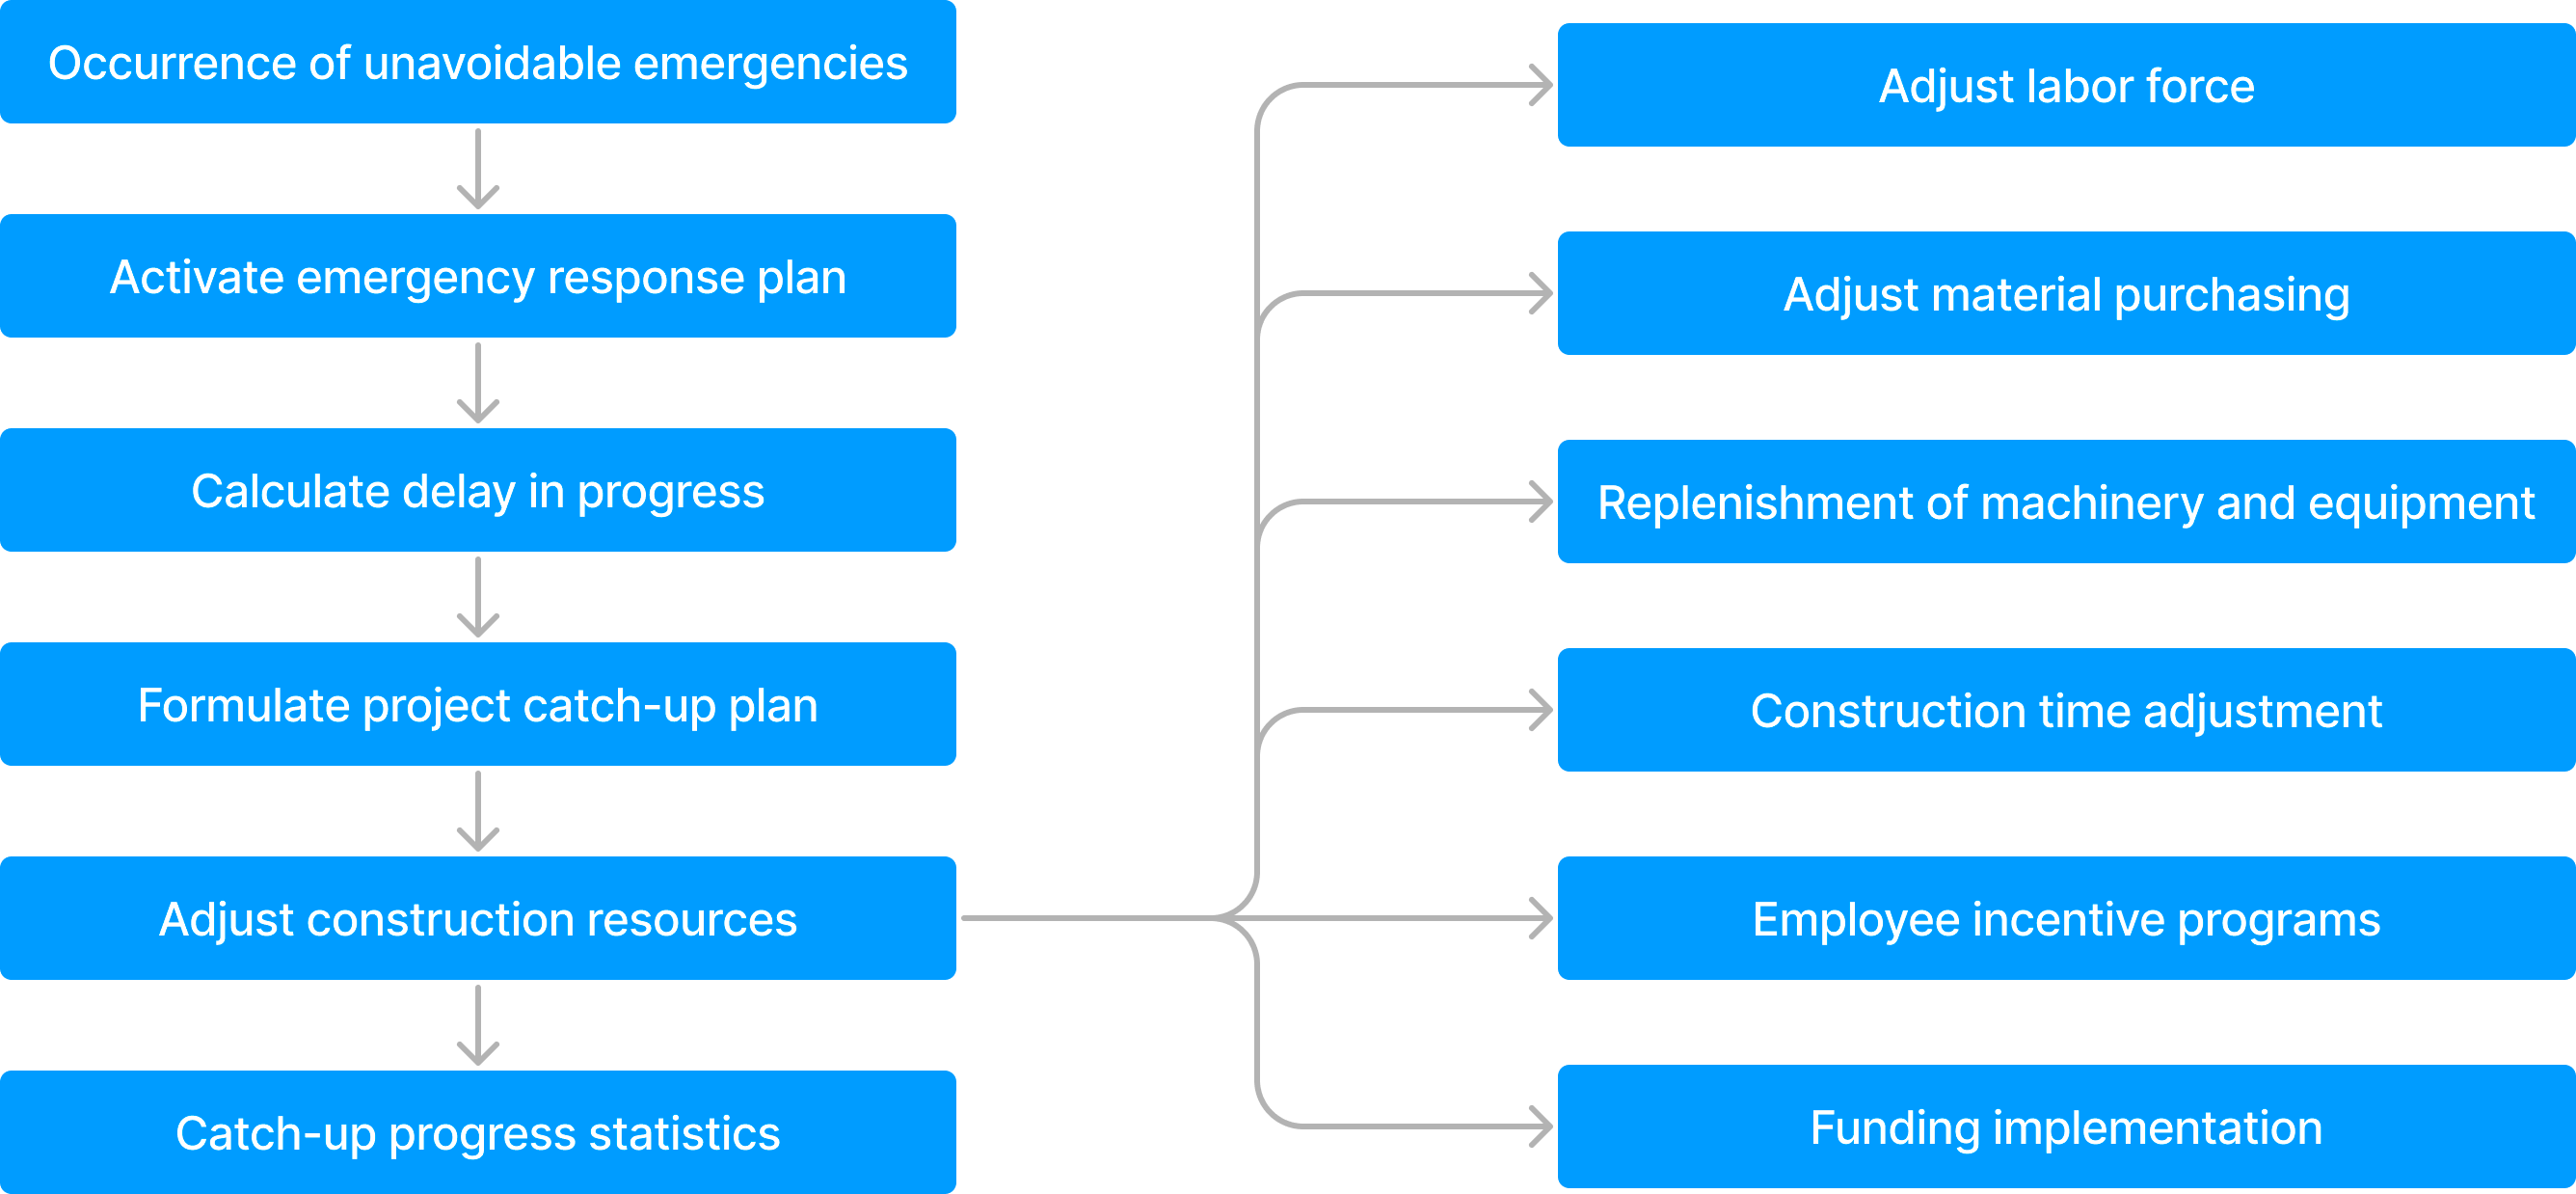 Occurrence of unavoidable emergencies
Activate emergency response plan
Calculate delay in progress
Formulate project catch-up plan
Adjust construction resources
Catch-up progress statistics
Adjust labor force
Adjust material purchasing
Replenishment of machinery and equipment
Construction time adjustment
Employee incentive programs
Funding implementation